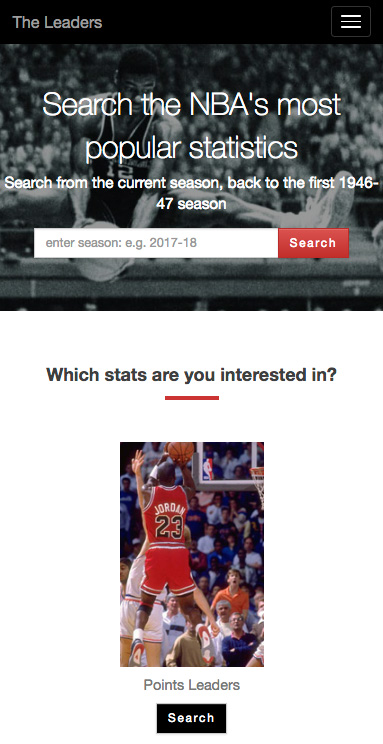 The Leaders
Search the NBA's most
popular statistics
Search from the current season, back to the first 1946-
47 season
enter season: e.g. 2017-18
Search
Which stats are you interested in?
JORDAN
23
Points Leaders
Search